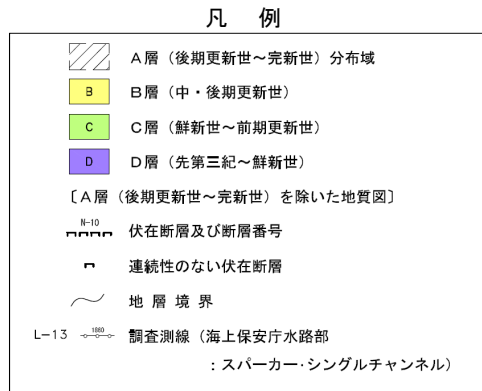 凡 例
A層（後期更新世～完新世）分布域
B B層（中・後期更新世）
C C層（鮮新世～前期更新世）
D D層（先第三紀～鮮新世）
〔A層（後期更新世～完新世）を除いた地質図〕
N-10
伏在断層及び断層番号
連続性のない伏在断層
地 層 境 界
L-13 1860 調査測線（海上保安庁水路部
：スパーカー・シングルチャンネル）